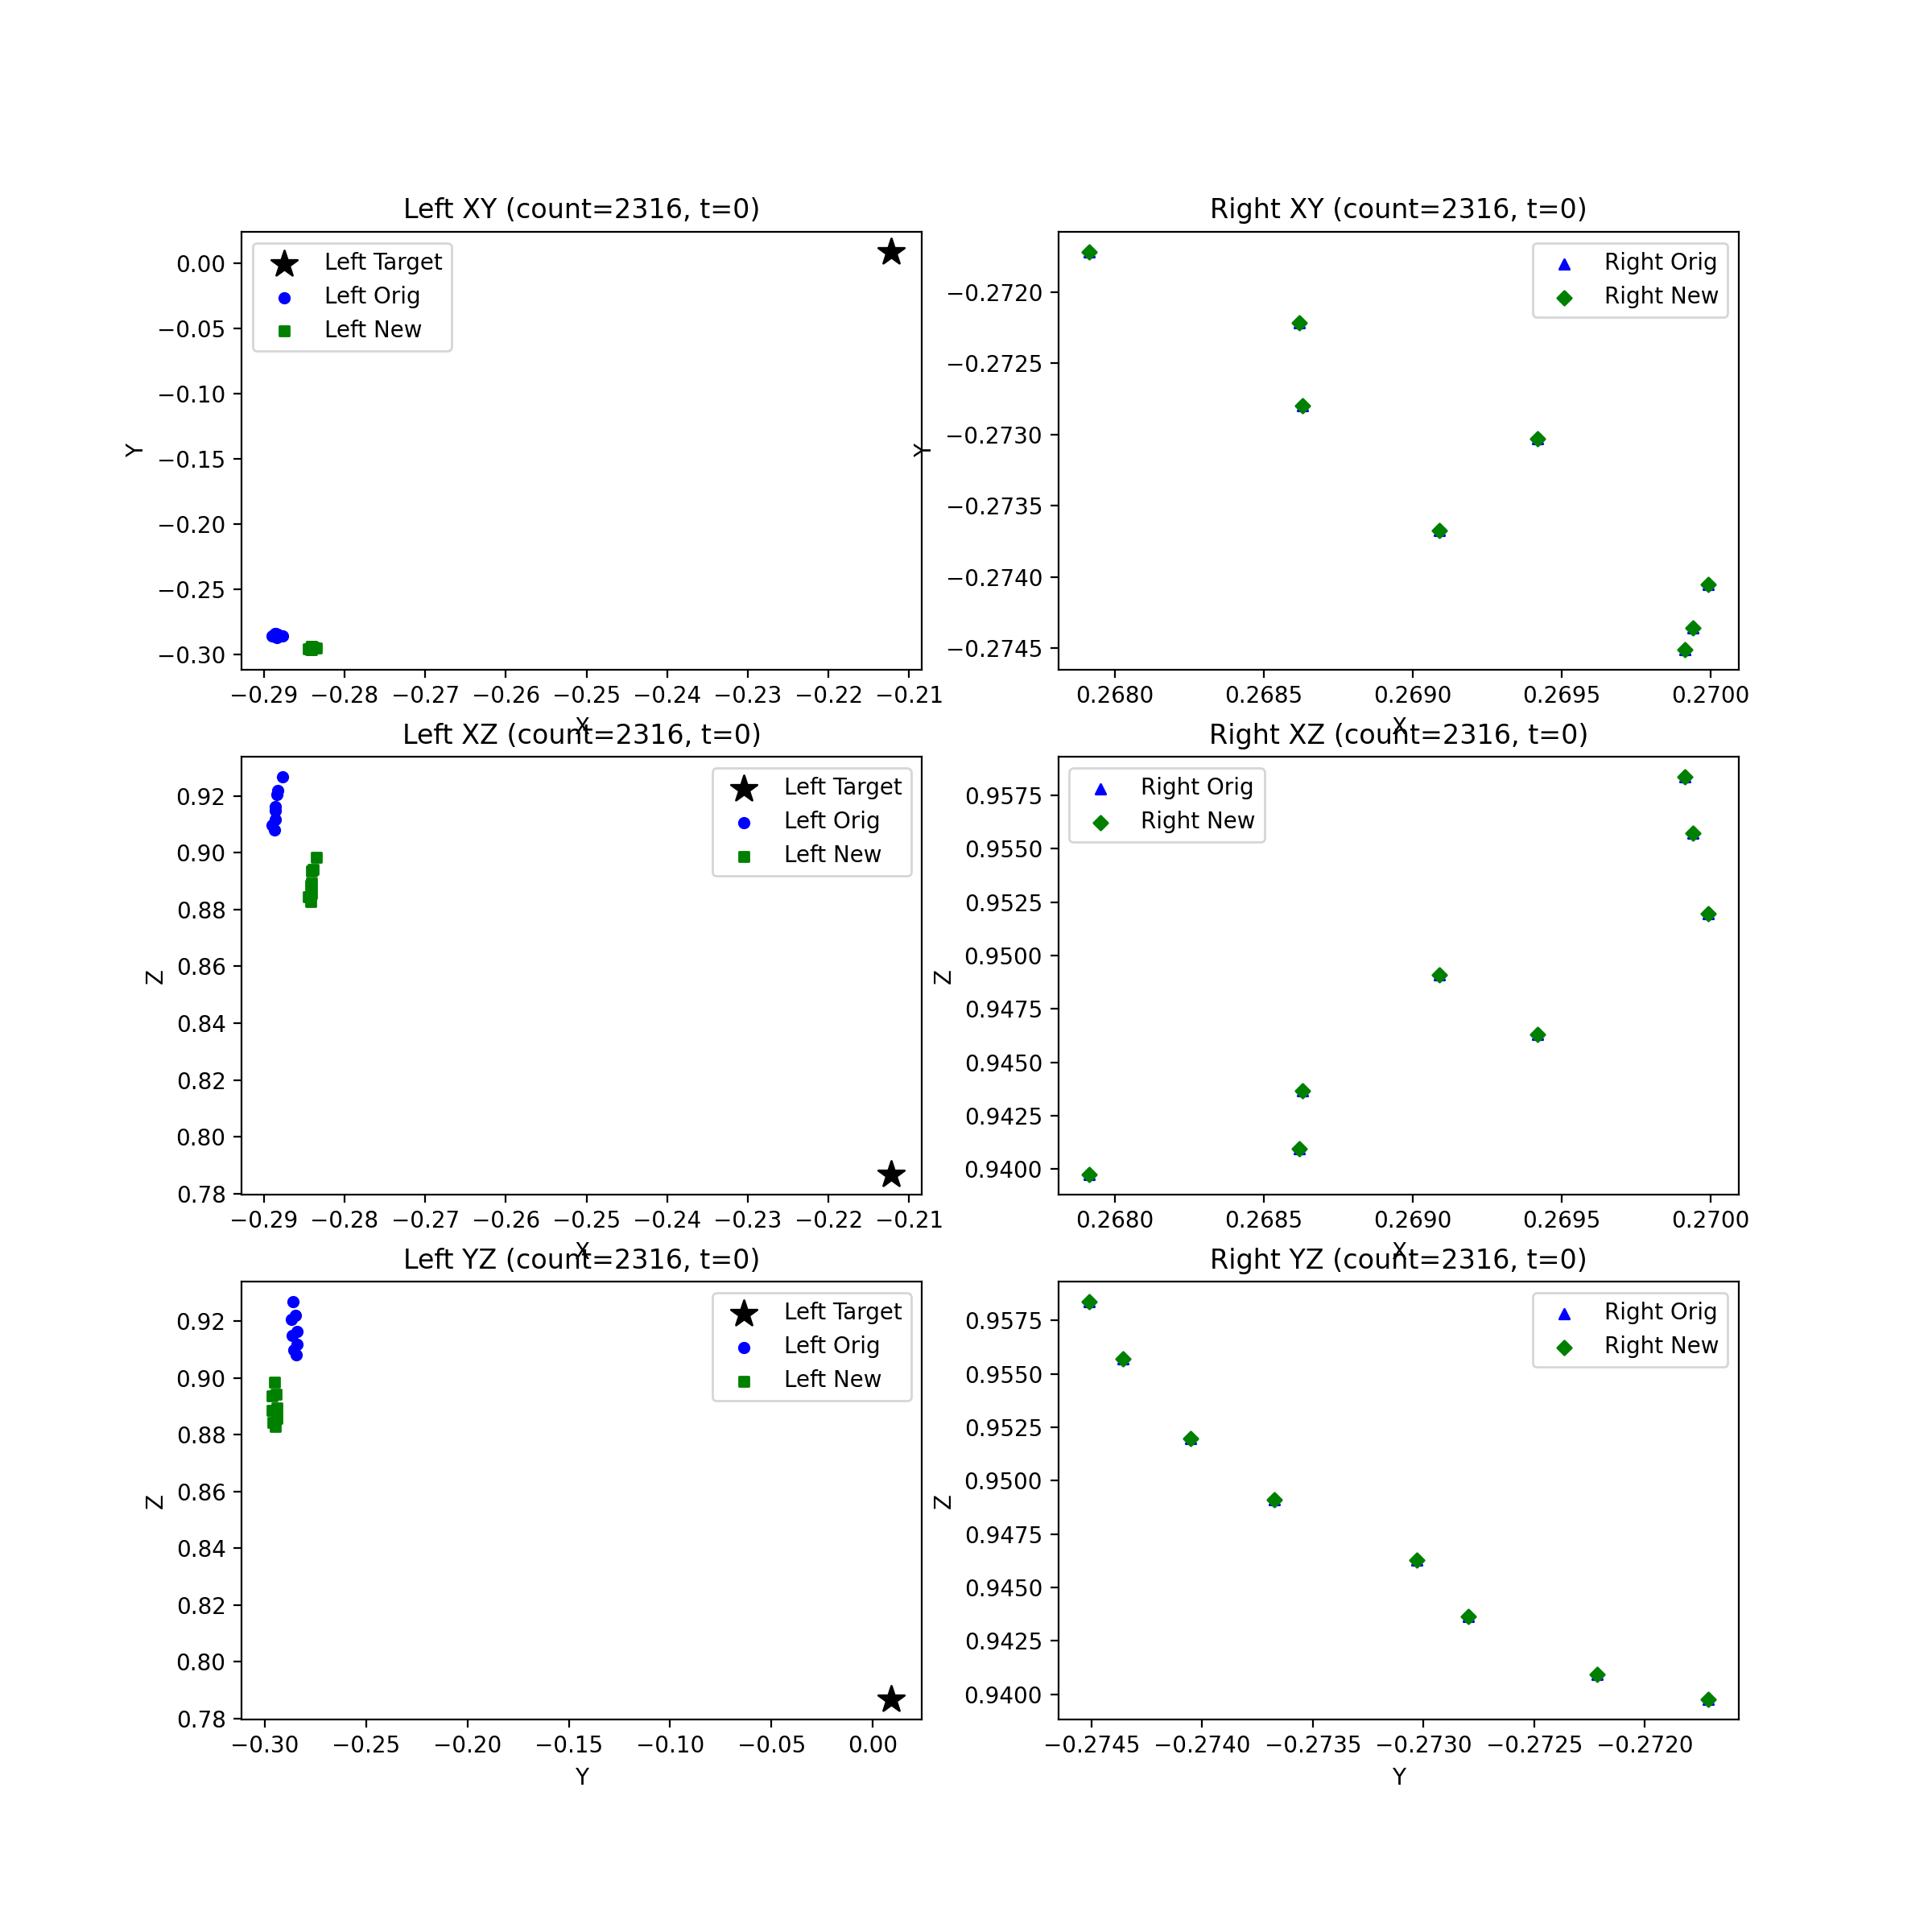 Left XY (count=2316, t=0)
0.00
−0.05
−0.10
−0.15
−0.20
−0.25
−0.30
Y
Left Target
Left Orig
Left New
−0.29 −0.28 −0.27 −0.26 −0.25 −0.24 −0.23 −0.22 −0.21
X
Right XY (count=2316, t=0)
−0.2720
−0.2725
−0.2730
−0.2735
−0.2740
−0.2745
Y
Right Orig
Right New
0.2680 0.2685 0.2690 0.2695 0.2700
X
Left XZ (count=2316, t=0)
0.92
0.90
0.88
0.86
0.84
0.82
0.80
0.78
Z
Left Target
Left Orig
Left New
−0.29 −0.28 −0.27 −0.26 −0.25 −0.24 −0.23 −0.22 −0.21
X
Right XZ (count=2316, t=0)
0.9575
0.9550
0.9525
0.9500
0.9475
0.9450
0.9425
0.9400
Z
Right Orig
Right New
0.2680 0.2685 0.2690 0.2695 0.2700
X
Left YZ (count=2316, t=0)
0.92
0.90
0.88
0.86
0.84
0.82
0.80
0.78
Z
Left Target
Left Orig
Left New
−0.30 −0.25 −0.20 −0.15 −0.10 −0.05 0.00
Y
Right YZ (count=2316, t=0)
0.9575
0.9550
0.9525
0.9500
0.9475
0.9450
0.9425
0.9400
Z
Right Orig
Right New
−0.2745 −0.2740 −0.2735 −0.2730 −0.2725 −0.2720
Y